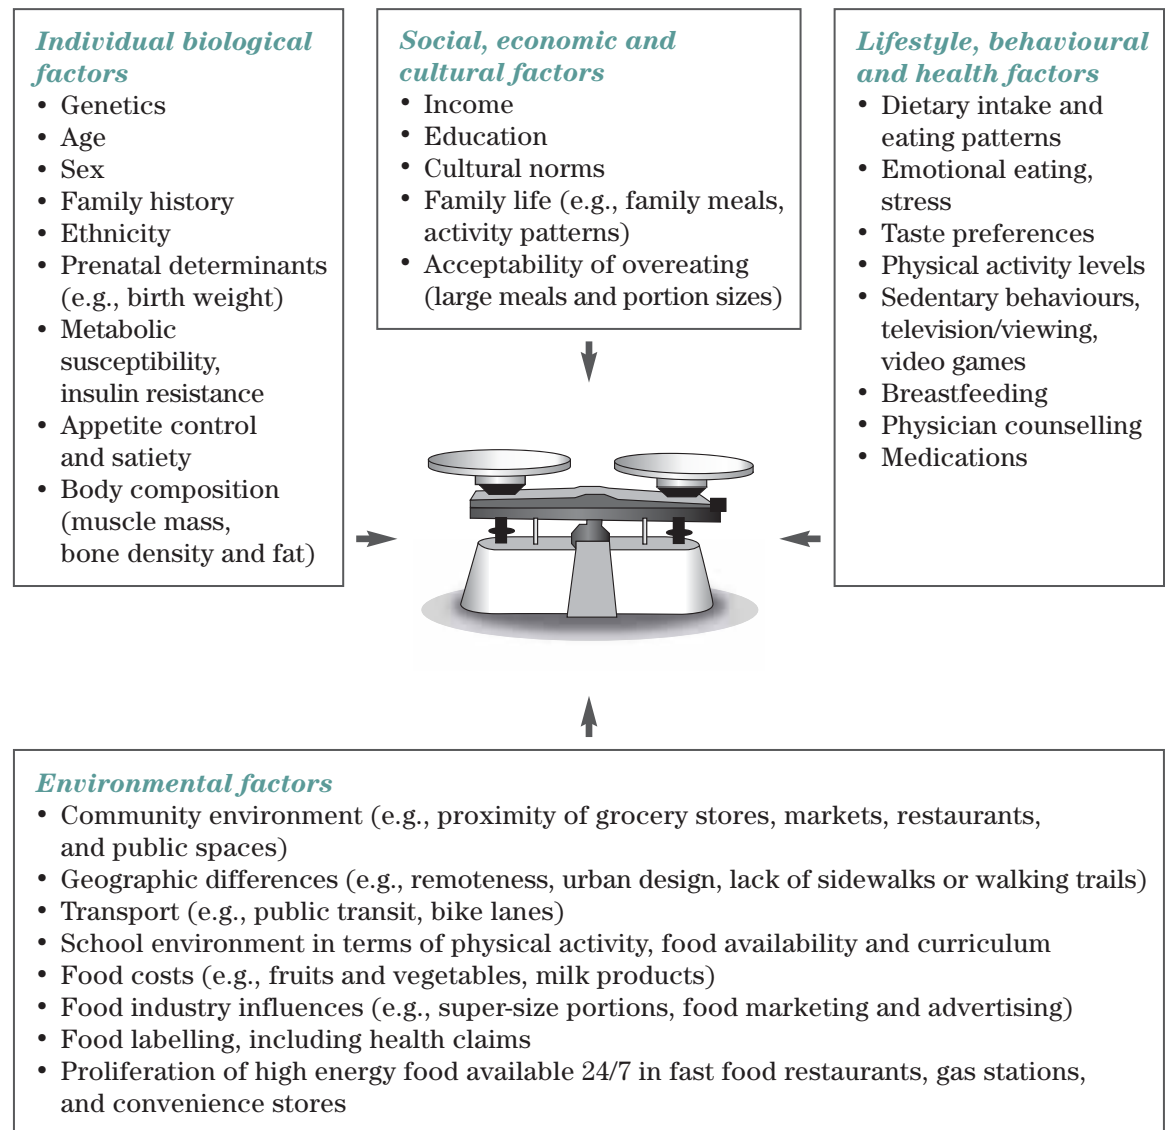 Individual biological
factors
• Genetics
• Age
• Sex
• Family history
• Ethnicity
• Prenatal determinants
(e.g., birth weight)
• Metabolic
susceptibility,
insulin resistance
• Appetite control
and satiety
• Body composition
(muscle mass,
bone density and fat)
Social, economic and
cultural factors
• Income
• Education
• Cultural norms
• Family life (e.g., family meals,
activity patterns)
• Acceptability of overeating
(large meals and portion sizes)
Lifestyle, behavioural
and health factors
• Dietary intake and
eating patterns
• Emotional eating,
stress
• Taste preferences
• Physical activity levels
• Sedentary behaviours,
television/viewing,
video games
• Breastfeeding
• Physician counselling
• Medications
Environmental factors
• Community environment (e.g., proximity of grocery stores, markets, restaurants,
and public spaces)
• Geographic differences (e.g., remoteness, urban design, lack of sidewalks or walking trails)
• Transport (e.g., public transit, bike lanes)
• School environment in terms of physical activity, food availability and curriculum
• Food costs (e.g., fruits and vegetables, milk products)
• Food industry influences (e.g., super-size portions, food marketing and advertising)
• Food labelling, including health claims
• Proliferation of high energy food available 24/7 in fast food restaurants, gas stations,
and convenience stores